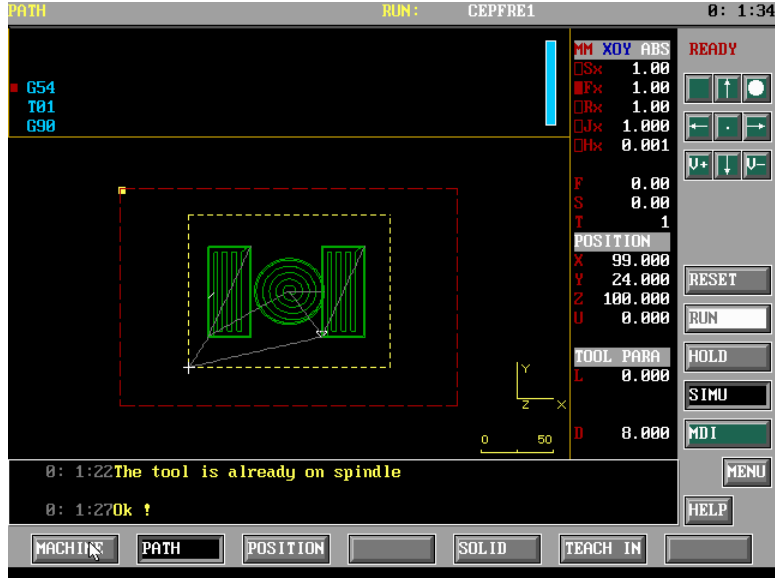 PATH RUN: CEPFRE1 0: 1:34
G54
T01
G90
MM XOY ABS
Sx 1.00
Fx 1.00
Rx 1.00
Jx 1.000
Hx 0.001
F 0.00
S 0.00
T 1
POSITION
X 99.000
Y 24.000
Z 100.000
U 0.000
TOOL PARA
L 0.000
D 8.000
Y
Z X
0 50
READY
V+ V-
RESET
RUN
HOLD
SIMU
MDI
MENU
HELP
0: 1:22The tool is already on spindle
0: 1:27Ok !
MACHINE PATH POSITION SOLID TEACH IN